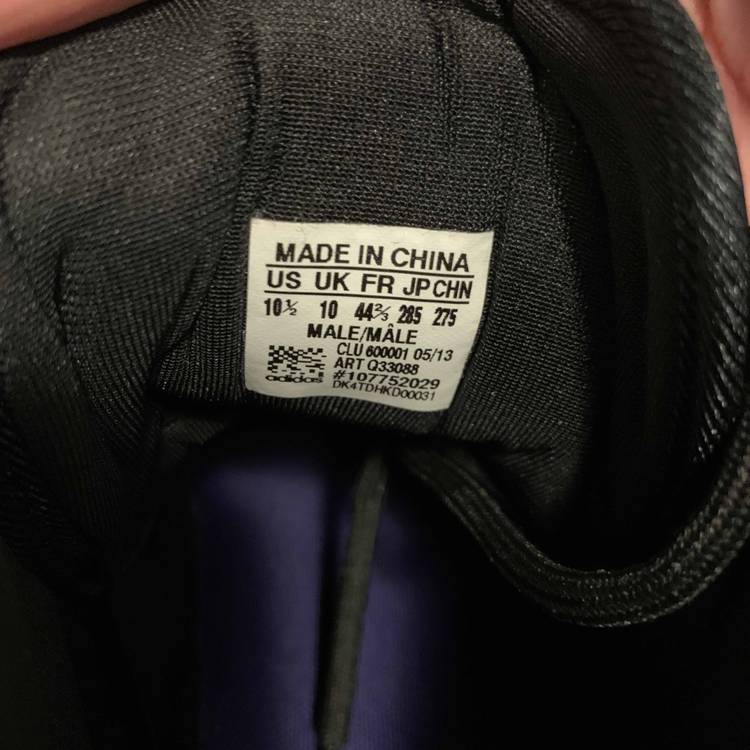 MADE IN CHINA
US UK FR JP CHN
10½ 10 44⅔ 285 275
MALE/MÂLE
CLU 600001 05/13
ART Q33088
#107752029
DK4TDHKD00031
adidas